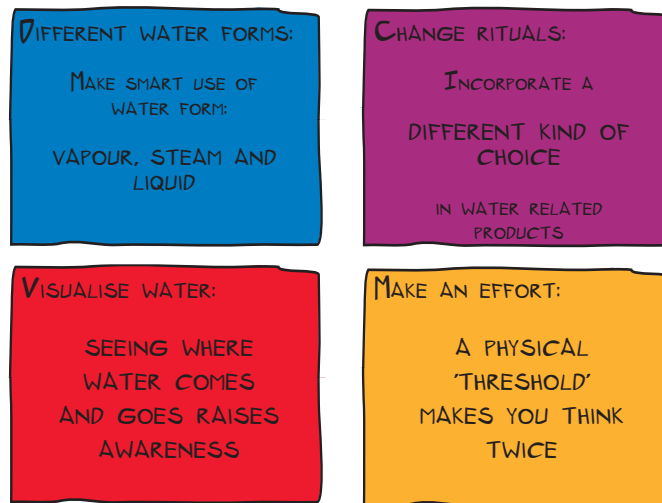 Different water forms:
Make smart use of
water form:
vapour, steam and
liquid
Change rituals:
Incorporate a
different kind of
choice
in water related
products
Visualise water:
seeing where
water comes
and goes raises
awareness
Make an effort:
a physical
'threshold'
makes you think
twice